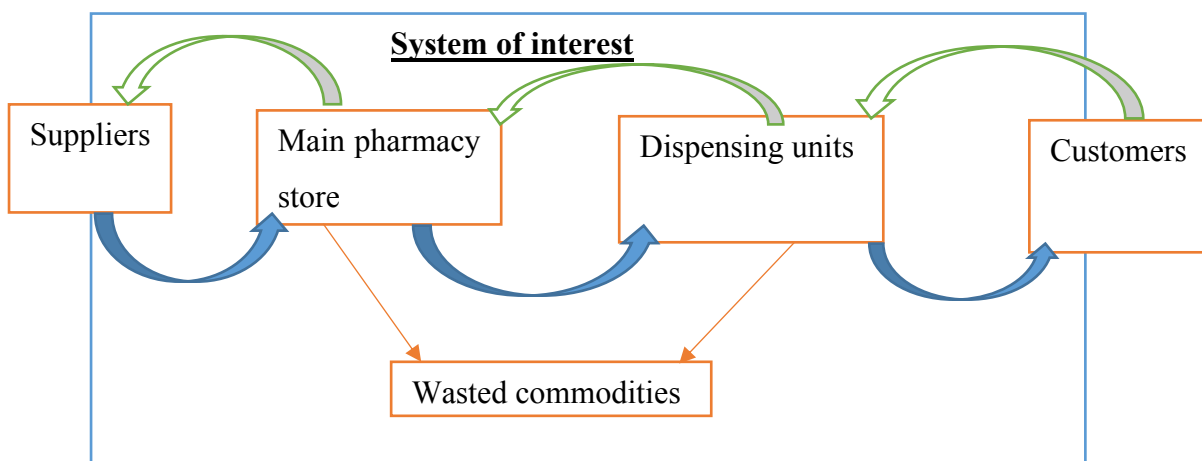 System of interest
Suppliers
Main pharmacy
store
Dispensing units
Customers
Wasted commodities